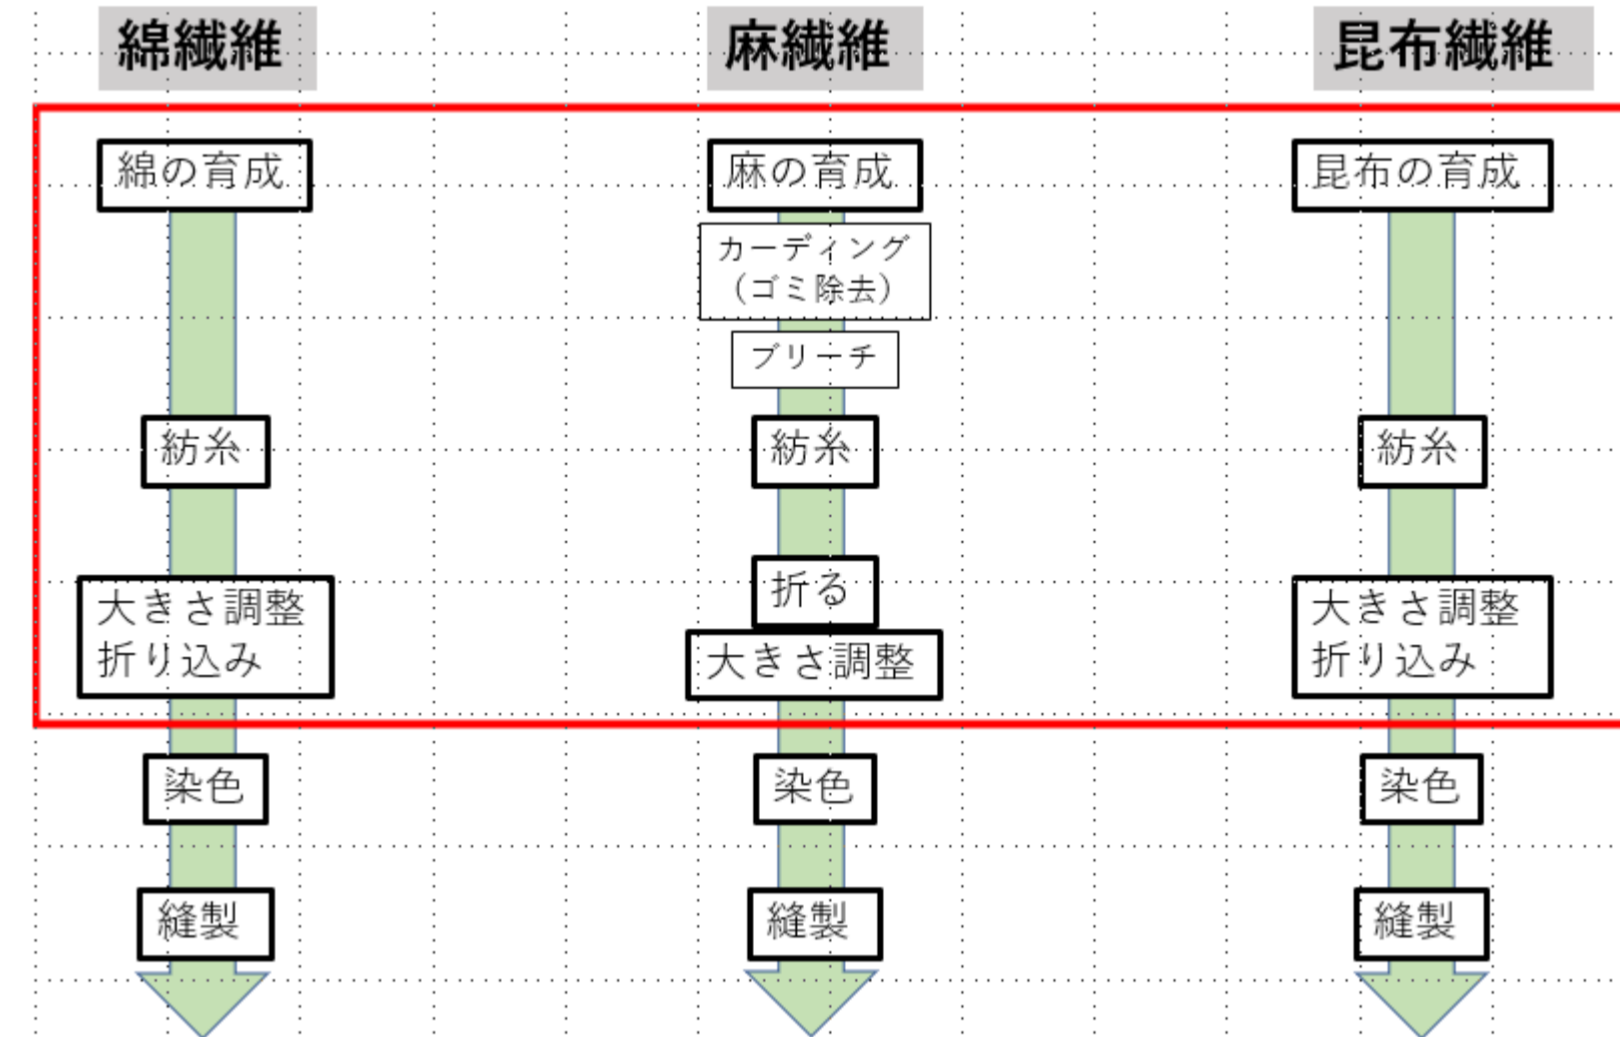 綿繊維
麻繊維
昆布繊維
綿の育成
麻の育成
昆布の育成
カーディング
（ゴミ除去）
ブリーチ
紡糸
紡糸
紡糸
大きさ調整
折り込み
折る
大きさ調整
大きさ調整
折り込み
染色
染色
染色
縫製
縫製
縫製